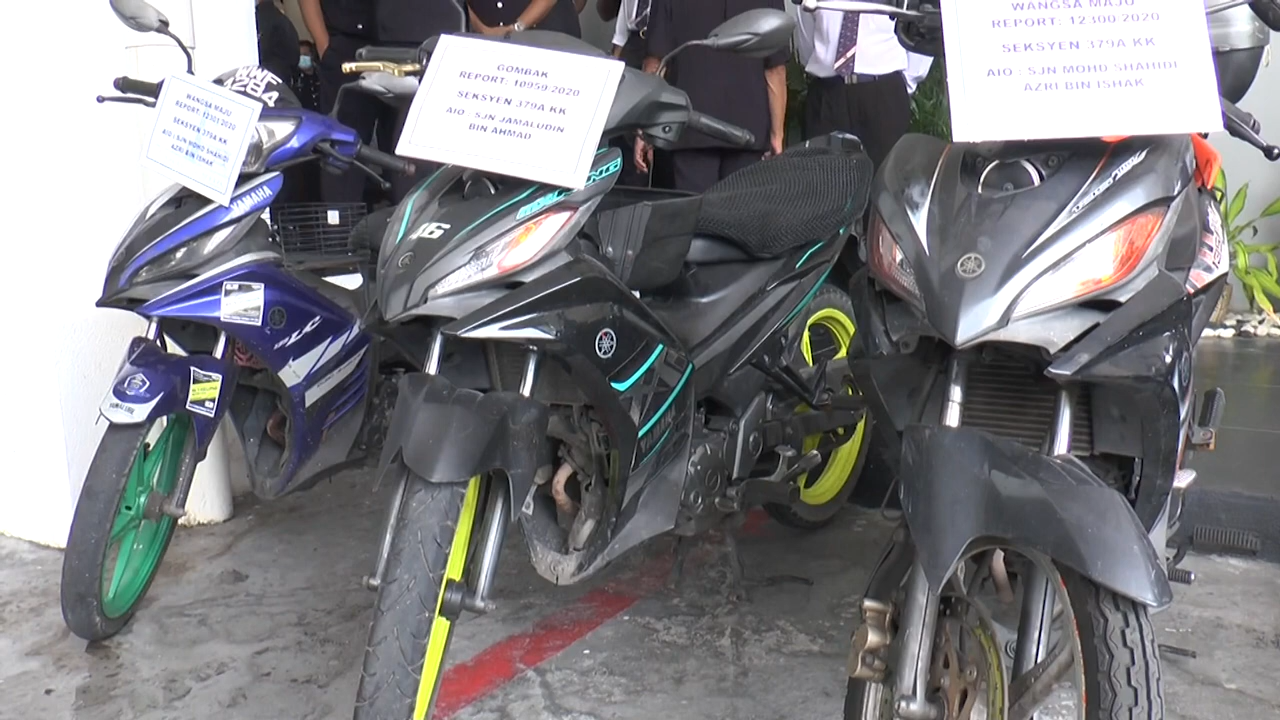 WANGSA MAJU
REPORT: 12301/2020
SEKSYEN 379A KK
AIO : SJN MOHD SHAHIDI
AZRI BIN ISHAK
GOMBAK
REPORT: 10959/2020
SEKSYEN 379A KK
AIO : SJN JAMALUDIN
BIN AHMAD
WANGSA MAJU
REPORT: 12300/2020
SEKSYEN 379A KK
AIO : SJN MOHD SHAHIDI
AZRI BIN ISHAK
YAMAHA
46
LC
YAMAHA